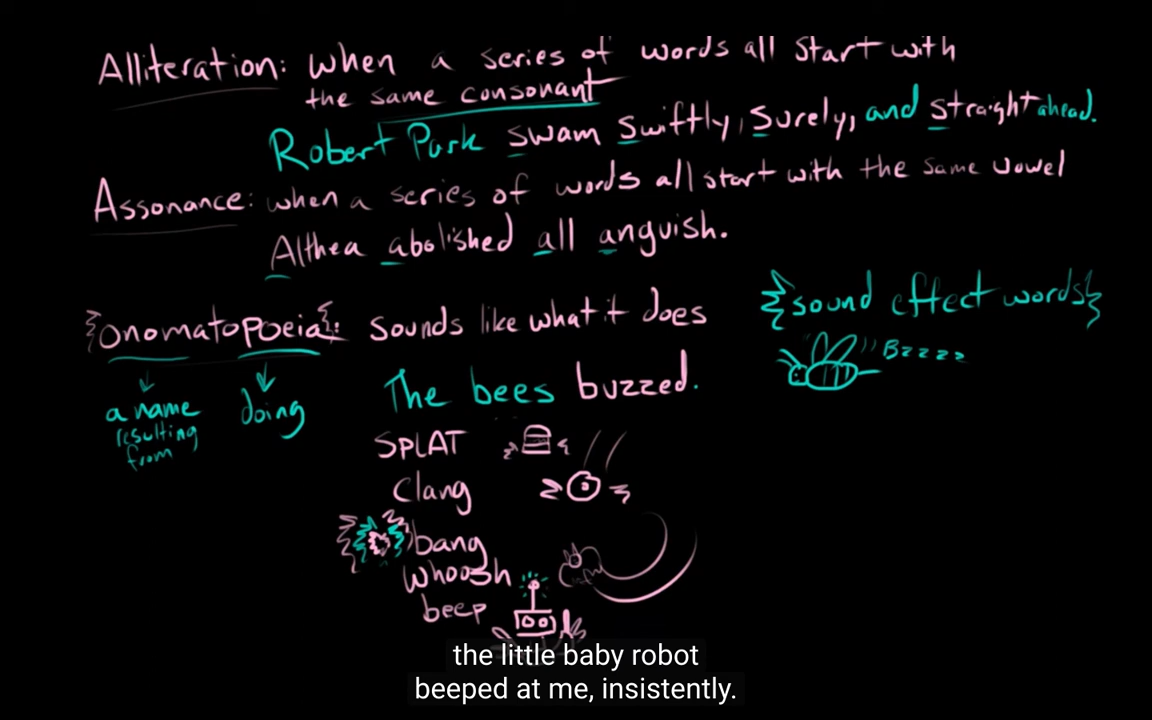 Alliteration: when a series of words all start with
the same consonant
Robert Park swam swiftly, surely, and straight ahead.
Assonance: when a series of words all start with the same vowel
Althea abolished all anguish.
onomatopoeia: sounds like what it does
sound effect words
Bzzzz
a name
resulting
from
doing
The bees buzzed.
SPLAT
Clang
bang
whoosh
beep
the little baby robot
beeped at me, insistently.